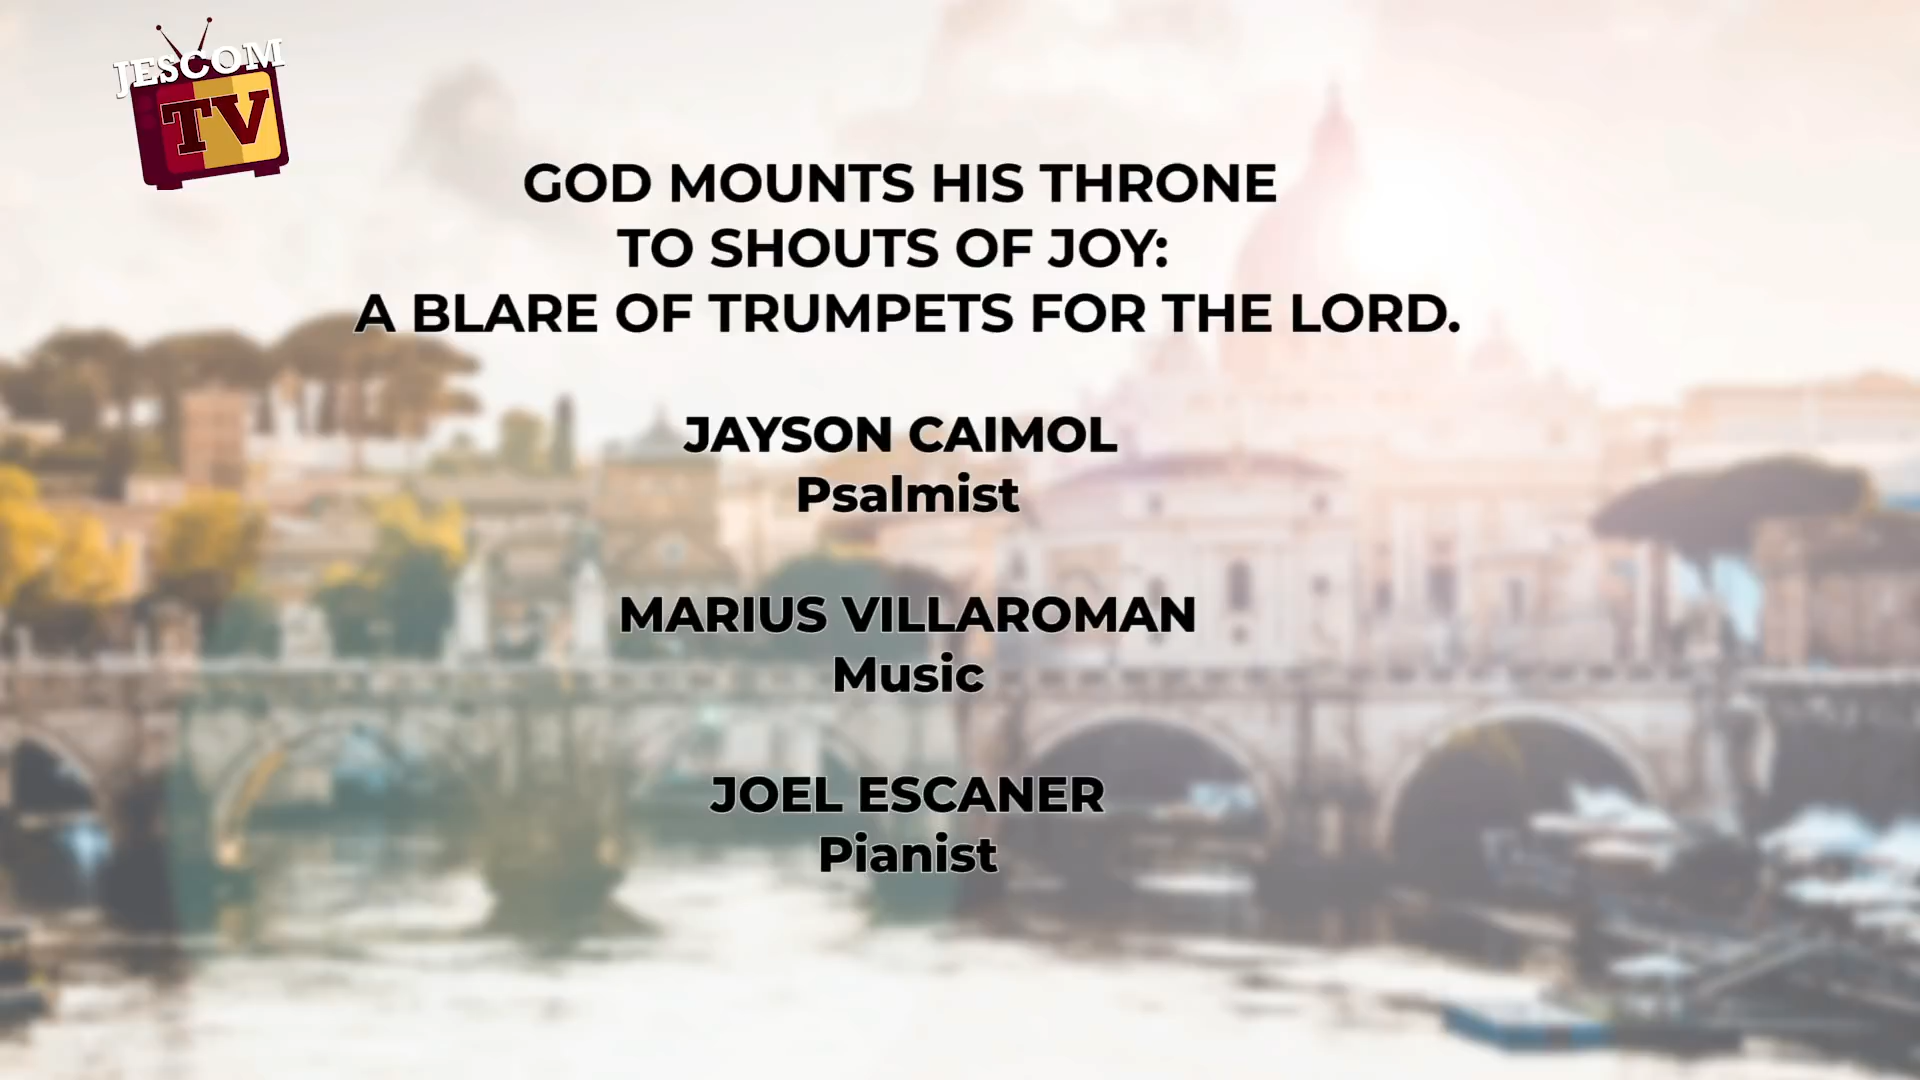 JESCOM
TV
GOD MOUNTS HIS THRONE
TO SHOUTS OF JOY:
A BLARE OF TRUMPETS FOR THE LORD.
JAYSON CAIMOL
Psalmist
MARIUS VILLAROMAN
Music
JOEL ESCANER
Pianist